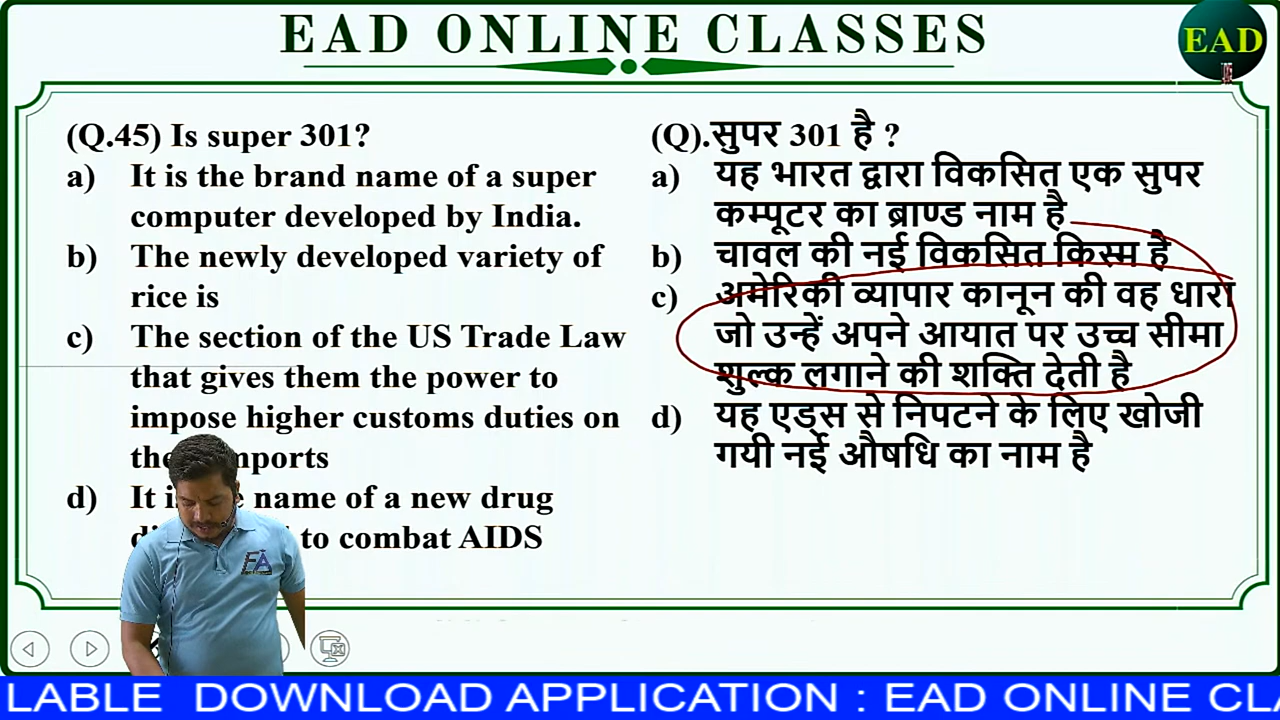 EAD ONLINE CLASSES
EAD
(Q.45) Is super 301?
a) It is the brand name of a super
computer developed by India.
b) The newly developed variety of
rice is
c) The section of the US Trade Law
that gives them the power to
impose higher customs duties on
d) It name of a new drug
to combat AIDS
(Q).सुपर 301 है ?
a) यह भारत द्वारा विकसित एक सुपर
कम्पूटर का ब्राण्ड नाम है
b) चावल की नई विकसित किस्म है
c) अमेरिकी व्यापार कानून की वह धारा
जो उन्हें अपने आयात पर उच्च सीमा
शुल्क लगाने की शक्ति देती है
d) यह एड्स से निपटने के लिए खोजी
गयी नई औषधि का नाम है
LABLE DOWNLOAD APPLICATION : EAD ONLINE CLA